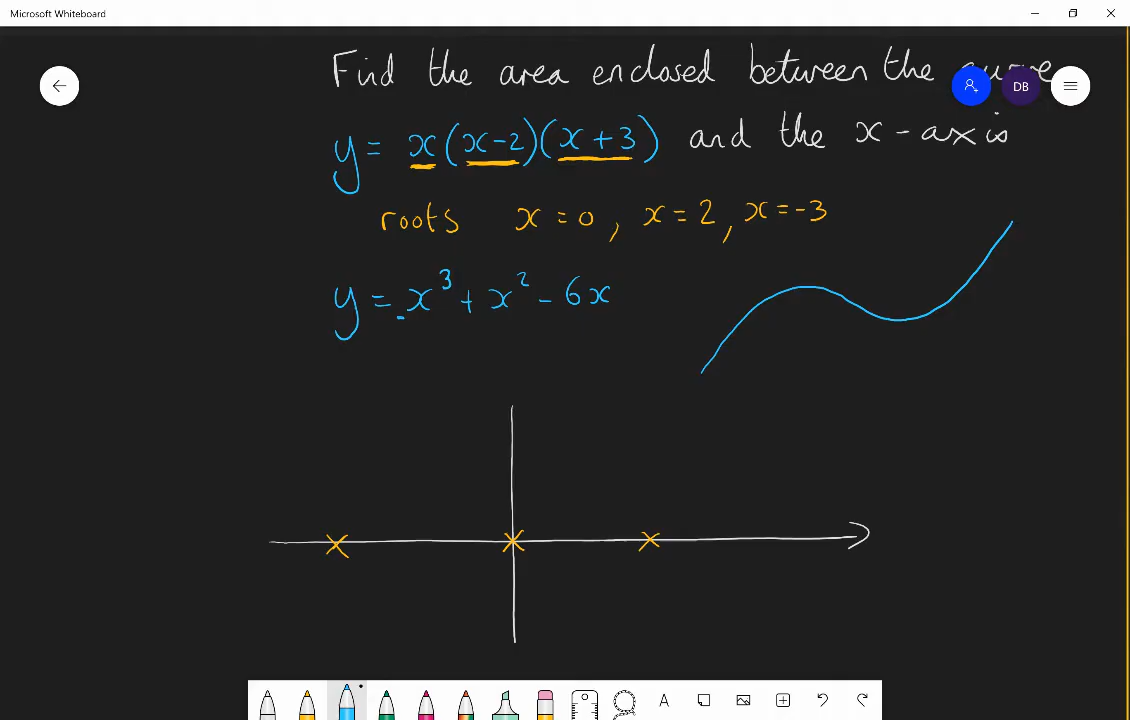 Microsoft Whiteboard
Find the area enclosed between the curve
DB
y = x(x-2)(x+3) and the x-axis
roots x = 0, x = 2, x = -3
y = x³ + x² - 6x
A